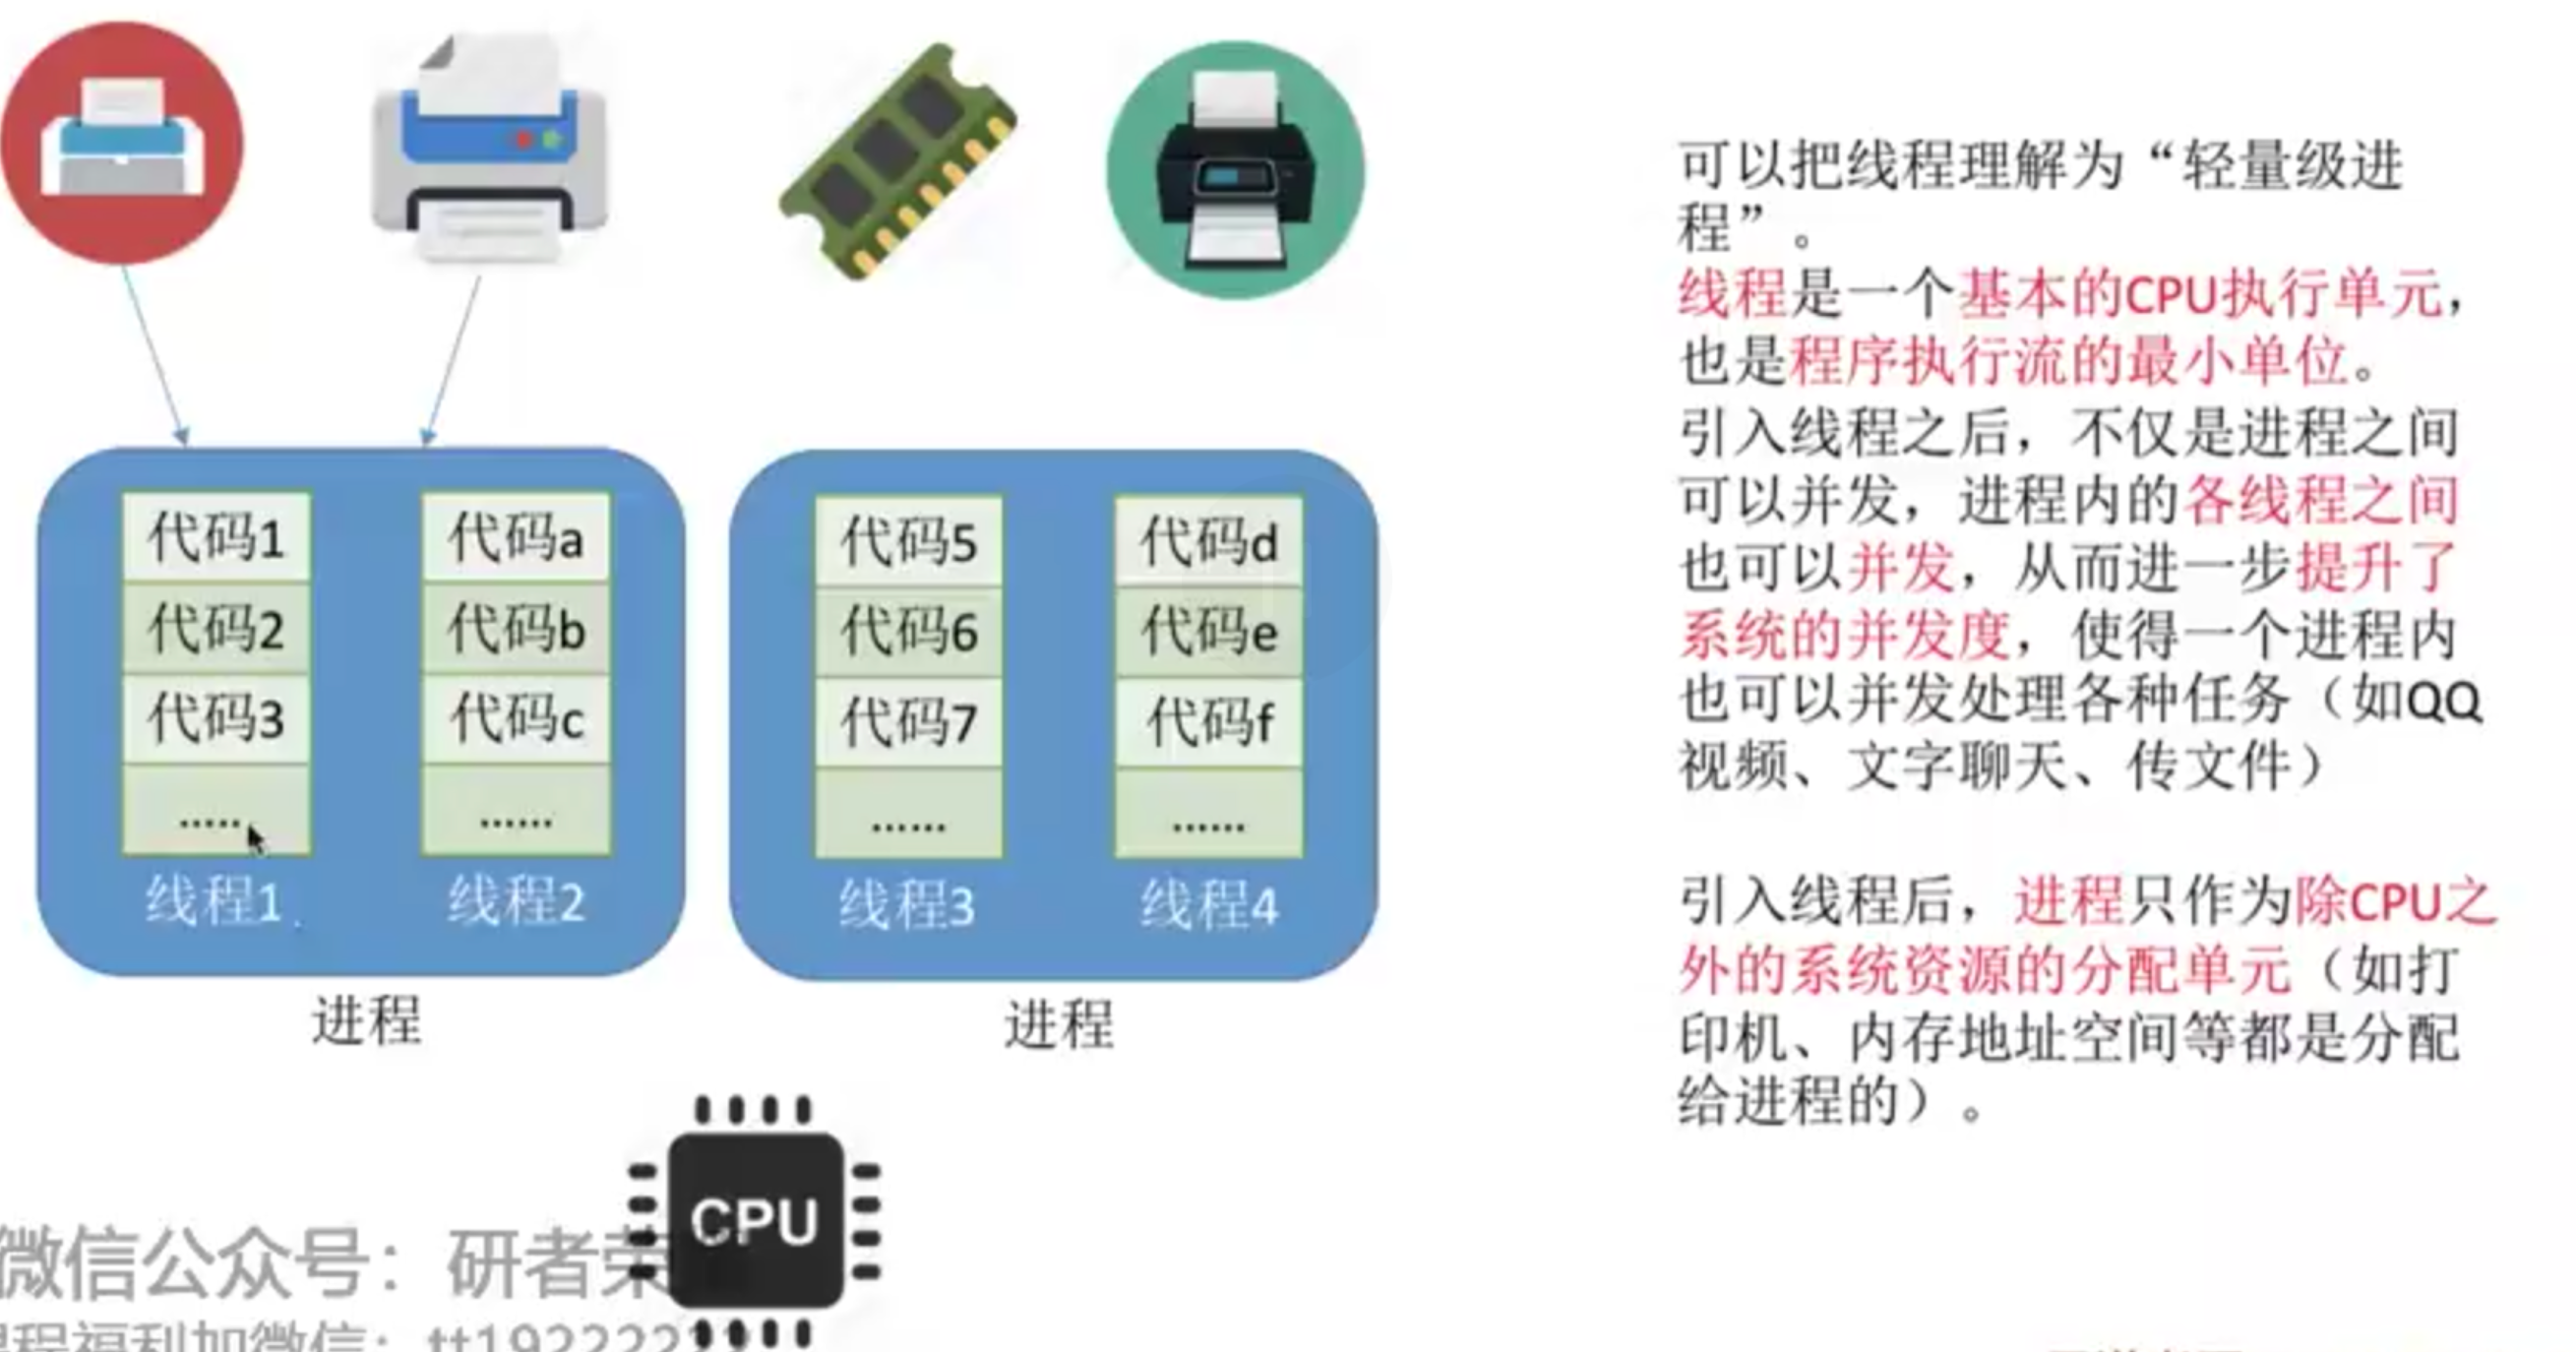 可以把线程理解为“轻量级进
程”。
线程是一个基本的CPU执行单元，
也是程序执行流的最小单位。
引入线程之后，不仅是进程之间
可以并发，进程内的各线程之间
也可以并发，从而进一步提升了
系统的并发度，使得一个进程内
也可以并发处理各种任务（如QQ
视频、文字聊天、传文件）
引入线程后，进程只作为除CPU之
外的系统资源的分配单元（如打
印机、内存地址空间等都是分配
给进程的）。
代码1
代码2
代码3
......
线程1
代码a
代码b
代码c
......
线程2
进程
代码5
代码6
代码7
......
线程3
代码d
代码e
代码f
......
线程4
进程
CPU
微信公众号：研者荣
程福利加微信：